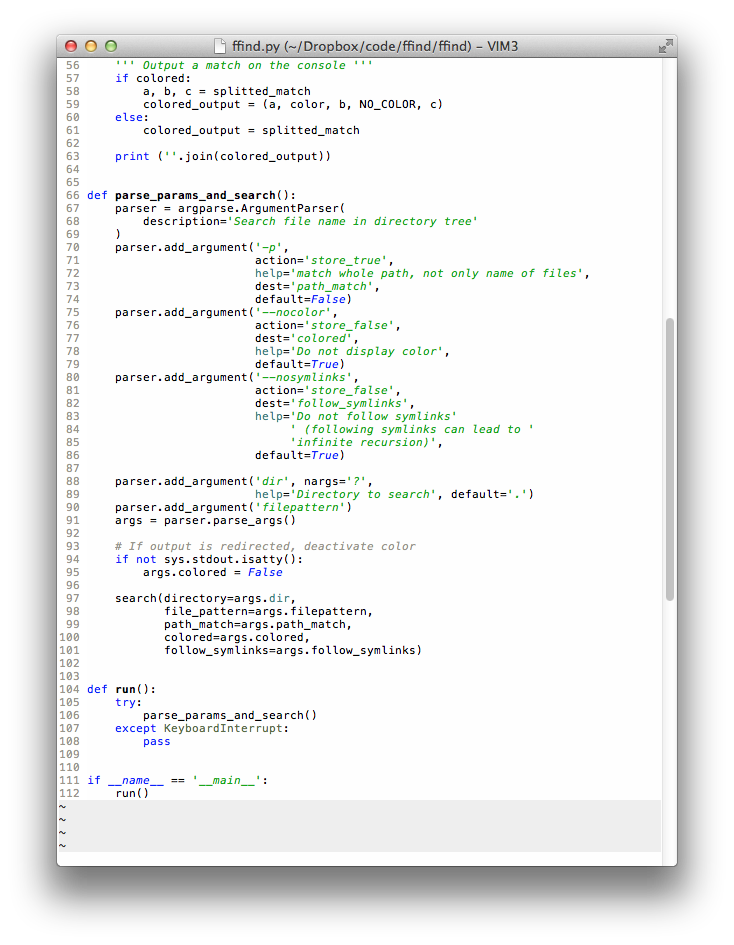 ffind.py (~/Dropbox/code/ffind/ffind) – VIM3
56     ''' Output a match on the console '''
57     if colored:
58         a, b, c = splitted_match
59         colored_output = (a, color, b, NO_COLOR, c)
60     else:
61         colored_output = splitted_match
62
63     print (''.join(colored_output))
64
65
66 def parse_params_and_search():
67     parser = argparse.ArgumentParser(
68         description='Search file name in directory tree'
69     )
70     parser.add_argument('-p',
71                         action='store_true',
72                         help='match whole path, not only name of files',
73                         dest='path_match',
74                         default=False)
75     parser.add_argument('--nocolor',
76                         action='store_false',
77                         dest='colored',
78                         help='Do not display color',
79                         default=True)
80     parser.add_argument('--nosymlinks',
81                         action='store_false',
82                         dest='follow_symlinks',
83                         help='Do not follow symlinks'
84                              ' (following symlinks can lead to '
85                              'infinite recursion)',
86                         default=True)
87
88     parser.add_argument('dir', nargs='?',
89                         help='Directory to search', default='.')
90     parser.add_argument('filepattern')
91     args = parser.parse_args()
92
93     # If output is redirected, deactivate color
94     if not sys.stdout.isatty():
95         args.colored = False
96
97     search(directory=args.dir,
98            file_pattern=args.filepattern,
99            path_match=args.path_match,
100            colored=args.colored,
101            follow_symlinks=args.follow_symlinks)
102
103
104 def run():
105     try:
106         parse_params_and_search()
107     except KeyboardInterrupt:
108         pass
109
110
111 if __name__ == '__main__':
112     run()
~
~
~
~